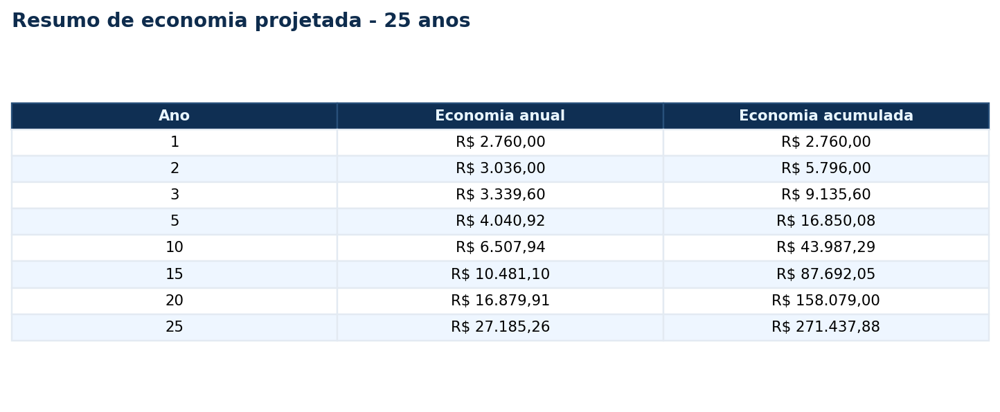 Resumo de economia projetada - 25 anos
Ano Economia anual Economia acumulada
1 R$ 2.760,00 R$ 2.760,00
2 R$ 3.036,00 R$ 5.796,00
3 R$ 3.339,60 R$ 9.135,60
5 R$ 4.040,92 R$ 16.850,08
10 R$ 6.507,94 R$ 43.987,29
15 R$ 10.481,10 R$ 87.692,05
20 R$ 16.879,91 R$ 158.079,00
25 R$ 27.185,26 R$ 271.437,88